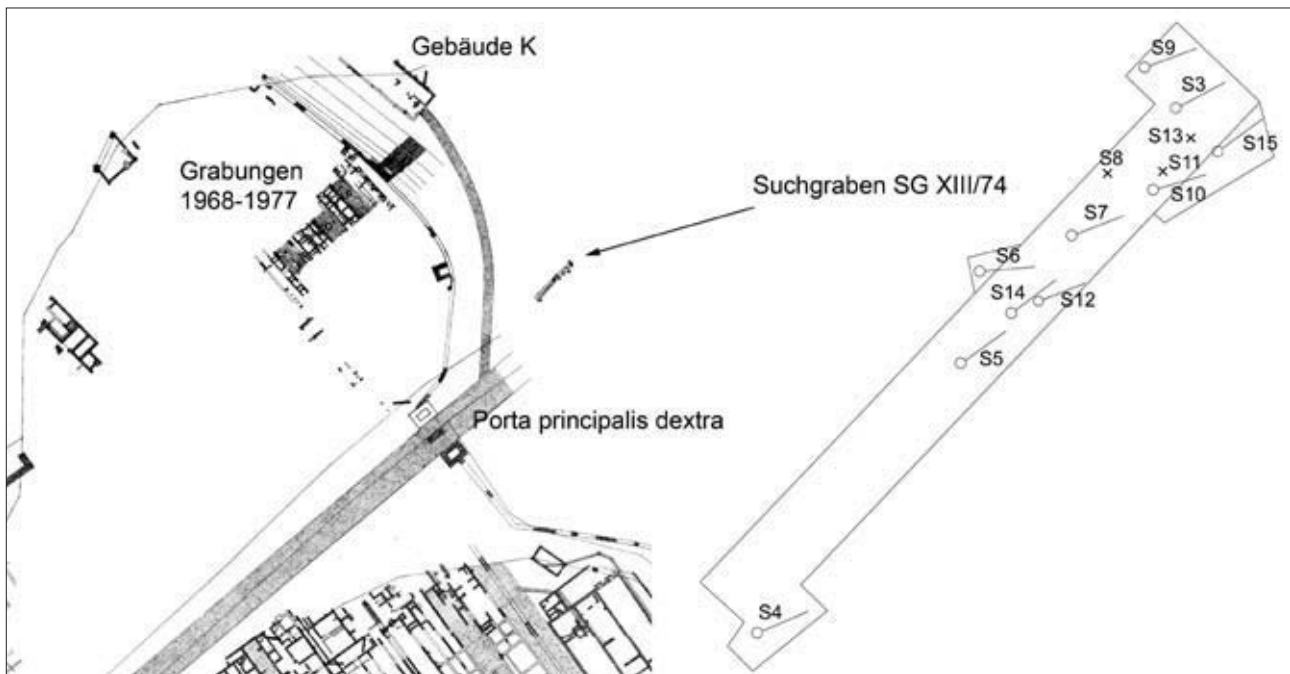 Gebäude K
Grabungen
1968-1977
Suchgraben SG XIII/74
Porta principalis dextra
S9
S3
S13
S15
S8
S11
S10
S7
S6
S14
S12
S5
S4